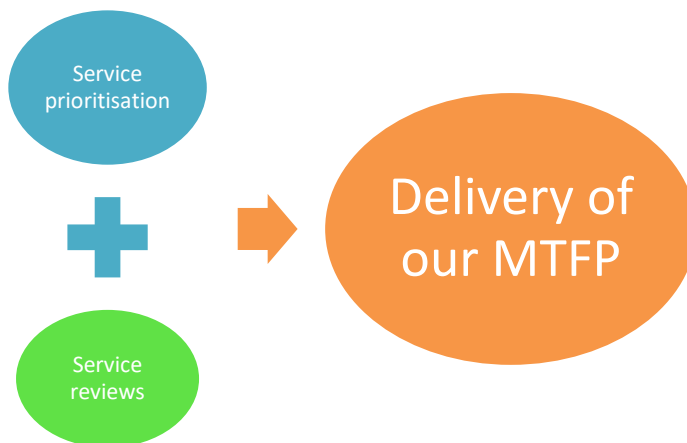 Service
prioritisation
Service
reviews
Delivery of
our MTFP